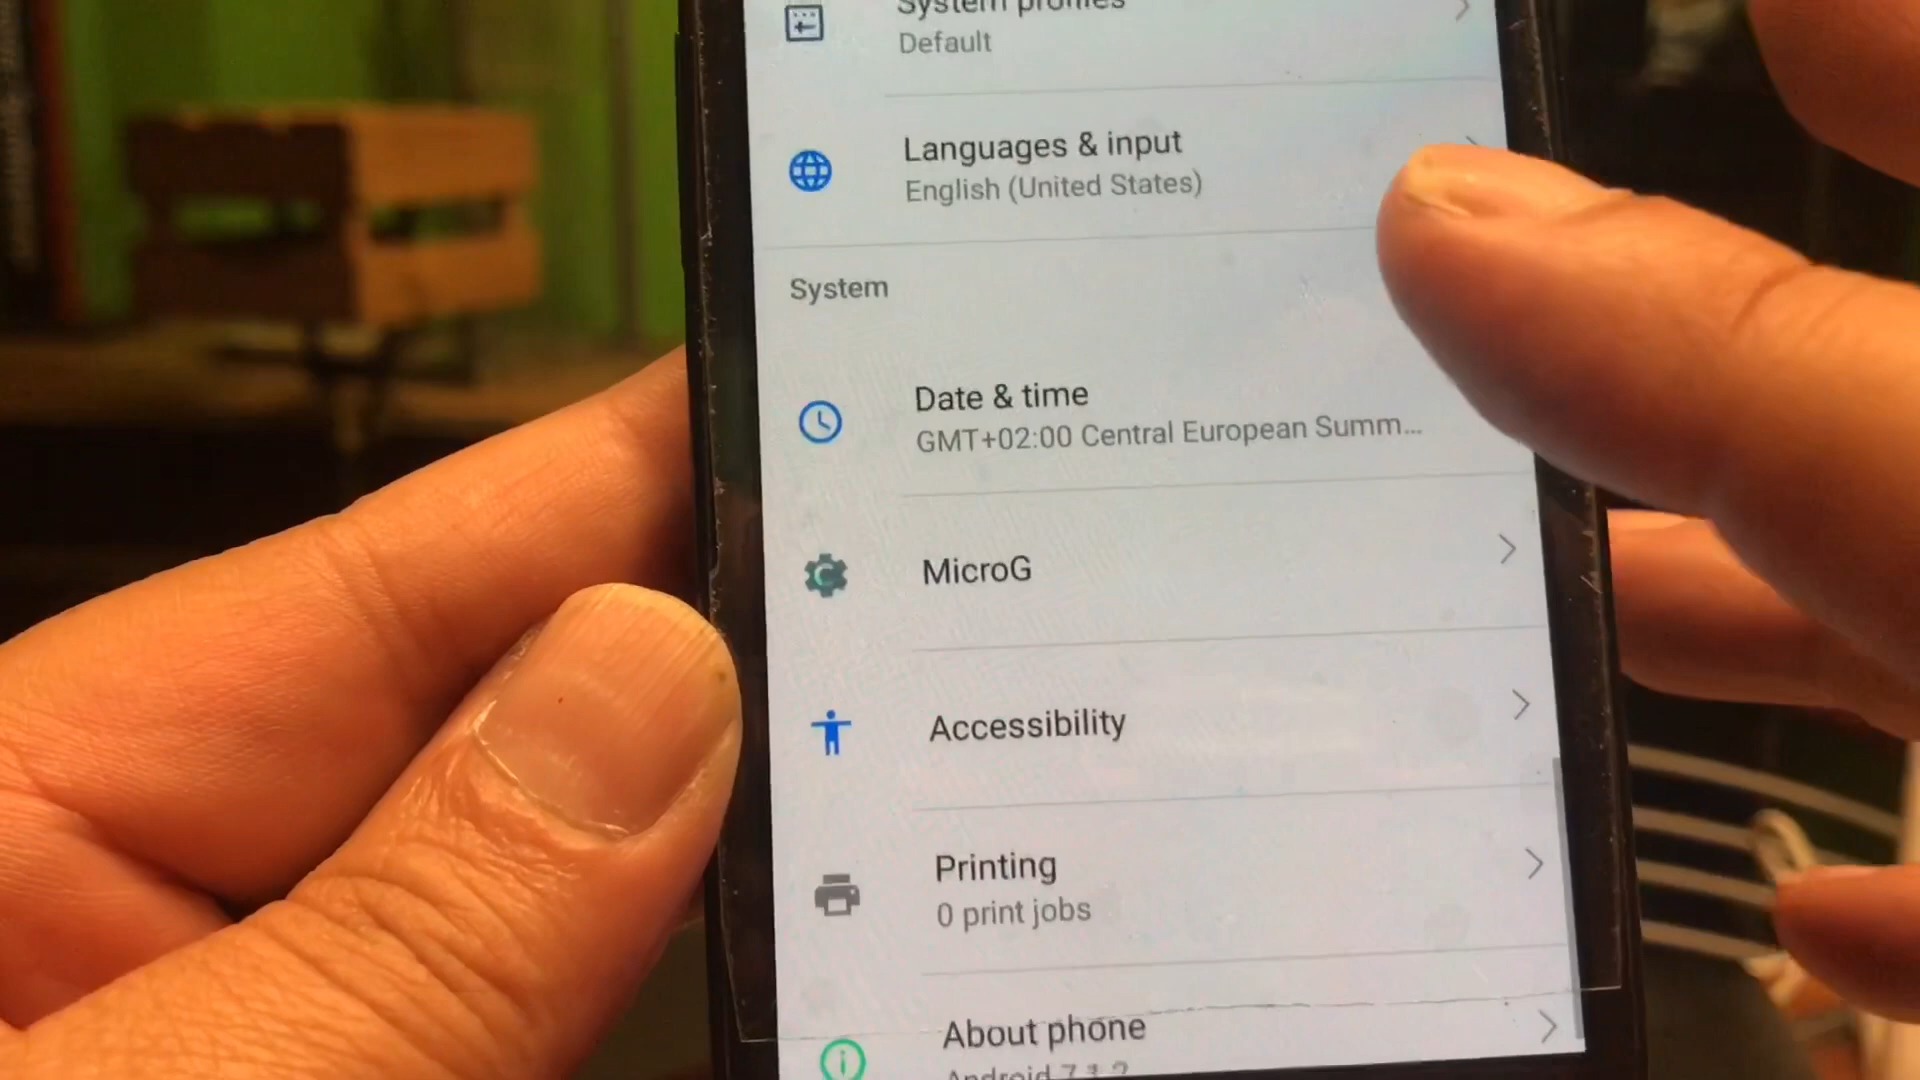 System profiles
Default
Languages & input
English (United States)
System
Date & time
GMT+02:00 Central European Summ...
MicroG
Accessibility
Printing
0 print jobs
About phone
Android 7.1.2